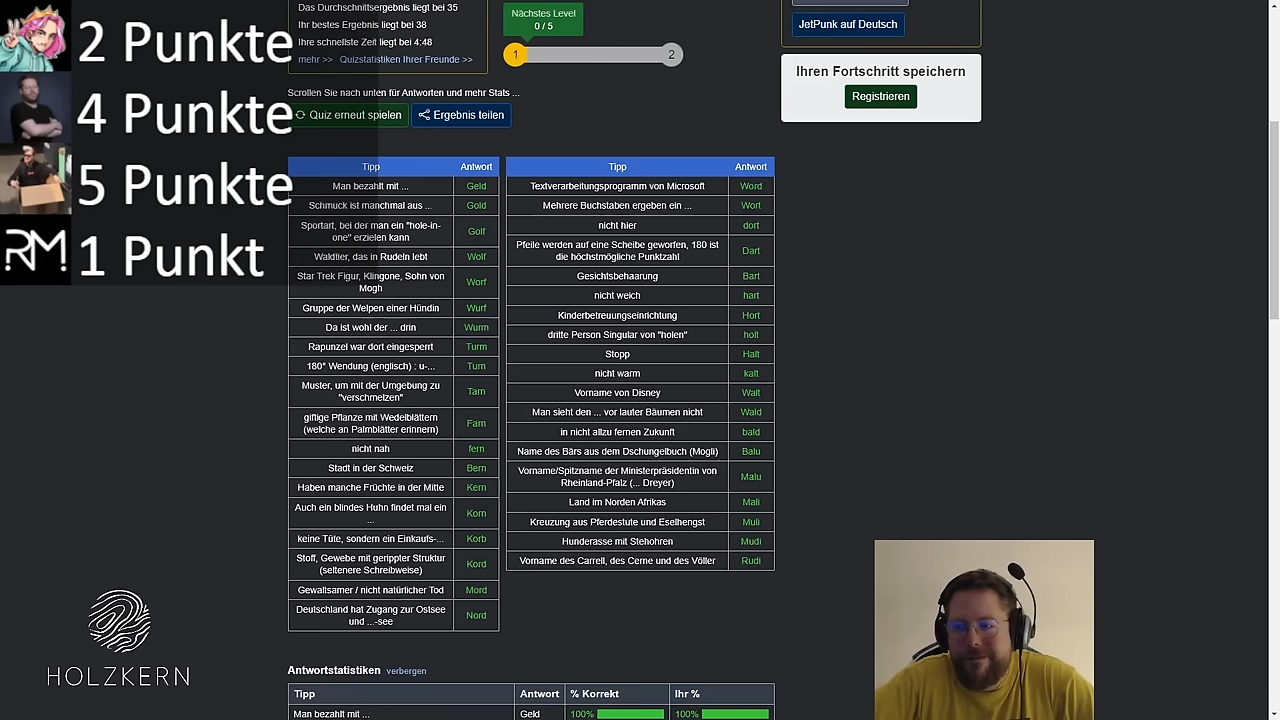 2 Punkte
4 Punkte
5 Punkte
RM!
1 Punkt
Das Durchschnittsergebnis liegt bei 35
Ihr bestes Ergebnis liegt bei 38
Ihre schnellste Zeit liegt bei 4:48
mehr >> Quizstatistiken Ihrer Freunde >>
Nächstes Level
0 / 5
1
2
JetPunk auf Deutsch
Ihren Fortschritt speichern
Registrieren
Scrollen Sie nach unten für Antworten und mehr Stats ...
Quiz erneut spielen
Ergebnis teilen
Tipp Antwort
Man bezahlt mit ... Geld
Schmuck ist manchmal aus ... Gold
Sportart, bei der man ein "hole-in-
one" erzielen kann Golf
Waldtier, das in Rudeln lebt Wolf
Star Trek Figur, Klingone, Sohn von
Mogh Worf
Gruppe der Welpen einer Hündin Wurf
Da ist wohl der ... drin Wurm
Rapunzel war dort eingesperrt Turm
180° Wendung (englisch) : u-... Turn
Muster, um mit der Umgebung zu
"verschmelzen" Tarn
giftige Pflanze mit Wedelblättern
(welche an Palmblätter erinnern) Farn
nicht nah fern
Stadt in der Schweiz Bern
Haben manche Früchte in der Mitte Kern
Auch ein blindes Huhn findet mal ein
... Korn
keine Tüte, sondern ein Einkaufs-... Korb
Stoff, Gewebe mit gerippter Struktur
(seltenere Schreibweise) Kord
Gewaltsamer / nicht natürlicher Tod Mord
Deutschland hat Zugang zur Ostsee
und ...-see Nord
Tipp Antwort
Textverarbeitungsprogramm von Microsoft Word
Mehrere Buchstaben ergeben ein ... Wort
nicht hier dort
Pfeile werden auf eine Scheibe geworfen, 180 ist
die höchstmögliche Punktzahl Dart
Gesichtsbehaarung Bart
nicht weich hart
Kinderbetreuungseinrichtung Hort
dritte Person Singular von "holen" holt
Stopp Halt
nicht warm kalt
Vorname von Disney Walt
Man sieht den ... vor lauter Bäumen nicht Wald
in nicht allzu fernen Zukunft bald
Name des Bärs aus dem Dschungelbuch (Mogli) Balu
Vorname/Spitzname der Ministerpräsidentin von
Rheinland-Pfalz (... Dreyer) Malu
Land im Norden Afrikas Mali
Kreuzung aus Pferdestute und Eselhengst Muli
Hunderasse mit Stehohren Mudi
Vorname des Carrell, des Cerne und des Völler Rudi
HOLZKERN
Antwortstatistiken verbergen
Tipp Antwort % Korrekt Ihr %
Man bezahlt mit ... Geld 100% 100%